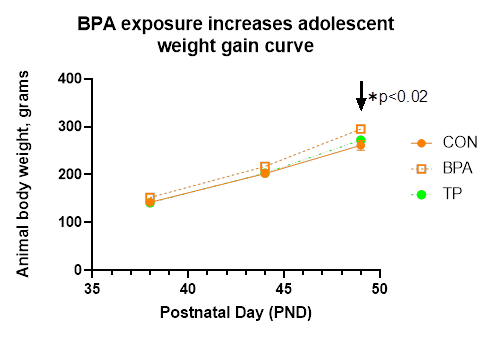 BPA exposure increases adolescent
weight gain curve
Animal body weight, grams
400
300
200
100
0
35
40
45
50
Postnatal Day (PND)
*p<0.02
CON
BPA
TP